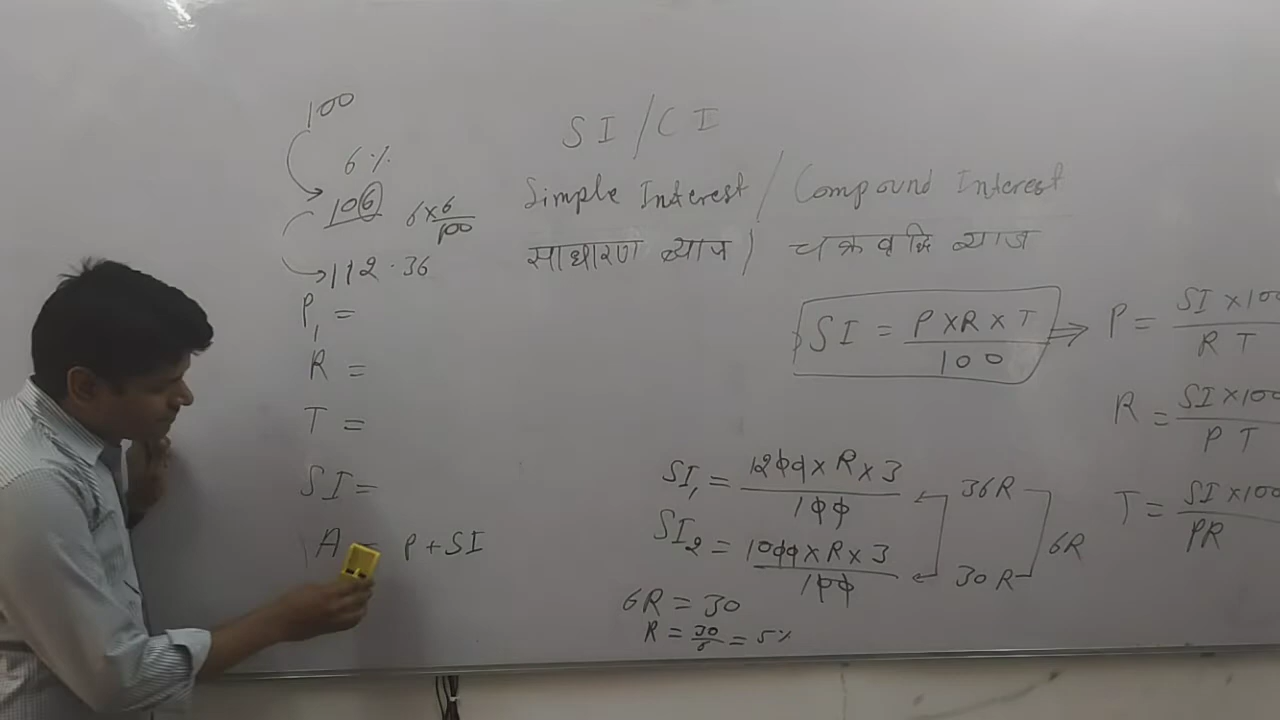 100
6%
106 6×6/100
112.36
P₁ =
R =
T =
SI =
A = P + SI
SI / CI
Simple Interest / Compound Interest
साधारण ब्याज / चक्रवृद्धि ब्याज
SI = P×R×T/100 ⇒ P = SI×100/R T
R = SI×100/P T
T = SI×100/PR
SI₁ = 1200×R×3/100 36R
SI₂ = 1000×R×3/100 30R 6R
6R = 30
R = 30/6 = 5%